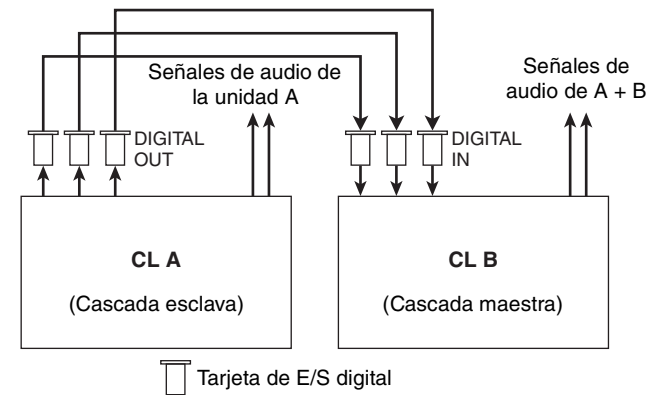 Señales de audio de
la unidad A
Señales de
audio de A + B
DIGITAL
OUT
DIGITAL
IN
CL A
(Cascada esclava)
CL B
(Cascada maestra)
Tarjeta de E/S digital